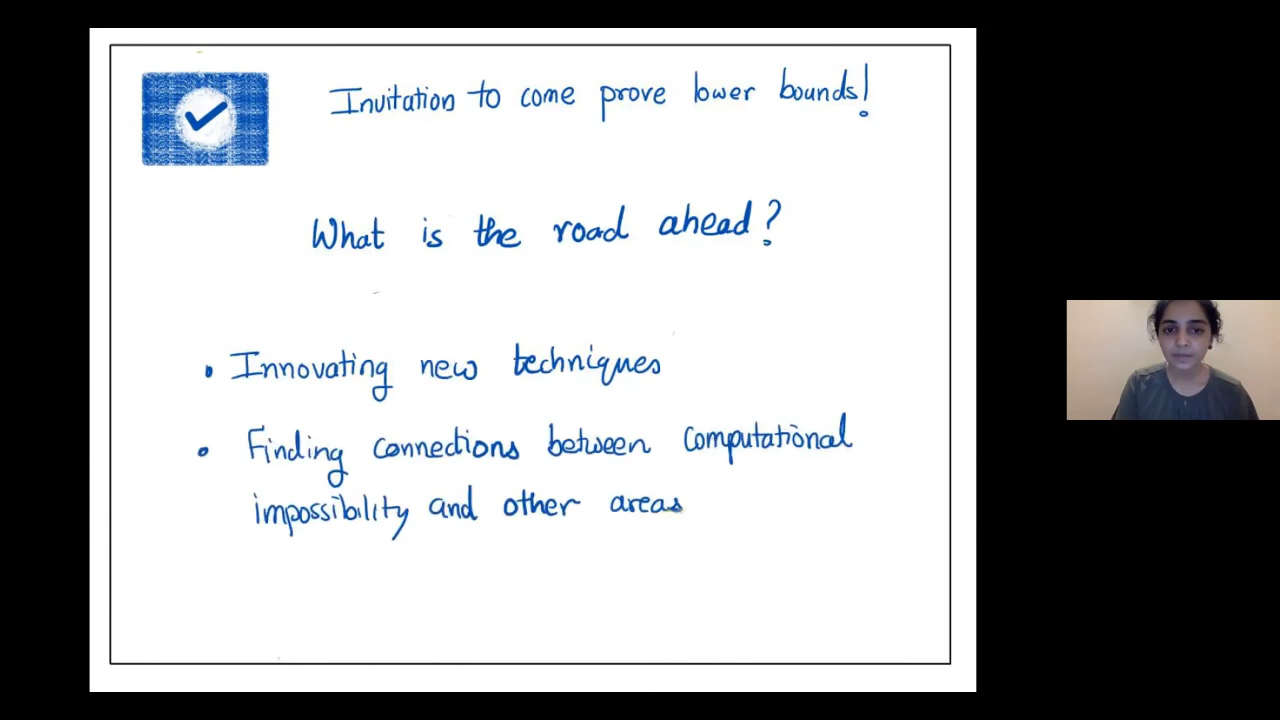 Invitation to come prove lower bounds!
What is the road ahead?
• Innovating new techniques
• Finding connections between computational
impossibility and other areas